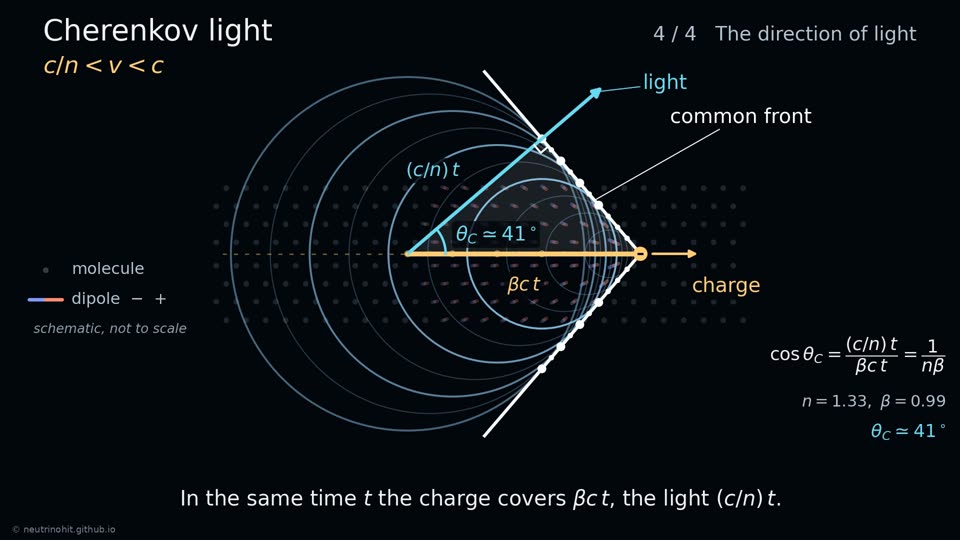 Cherenkov light
c/n < v < c
4 / 4 The direction of light
light
common front
(c/n) t
θ_C ≃ 41°
βc t
charge
molecule
dipole − +
schematic, not to scale
cos θ_C = (c/n) t / βc t = 1 / nβ
n = 1.33, β = 0.99
θ_C ≃ 41°
In the same time t the charge covers βc t, the light (c/n) t.
© neutrinohit.github.io